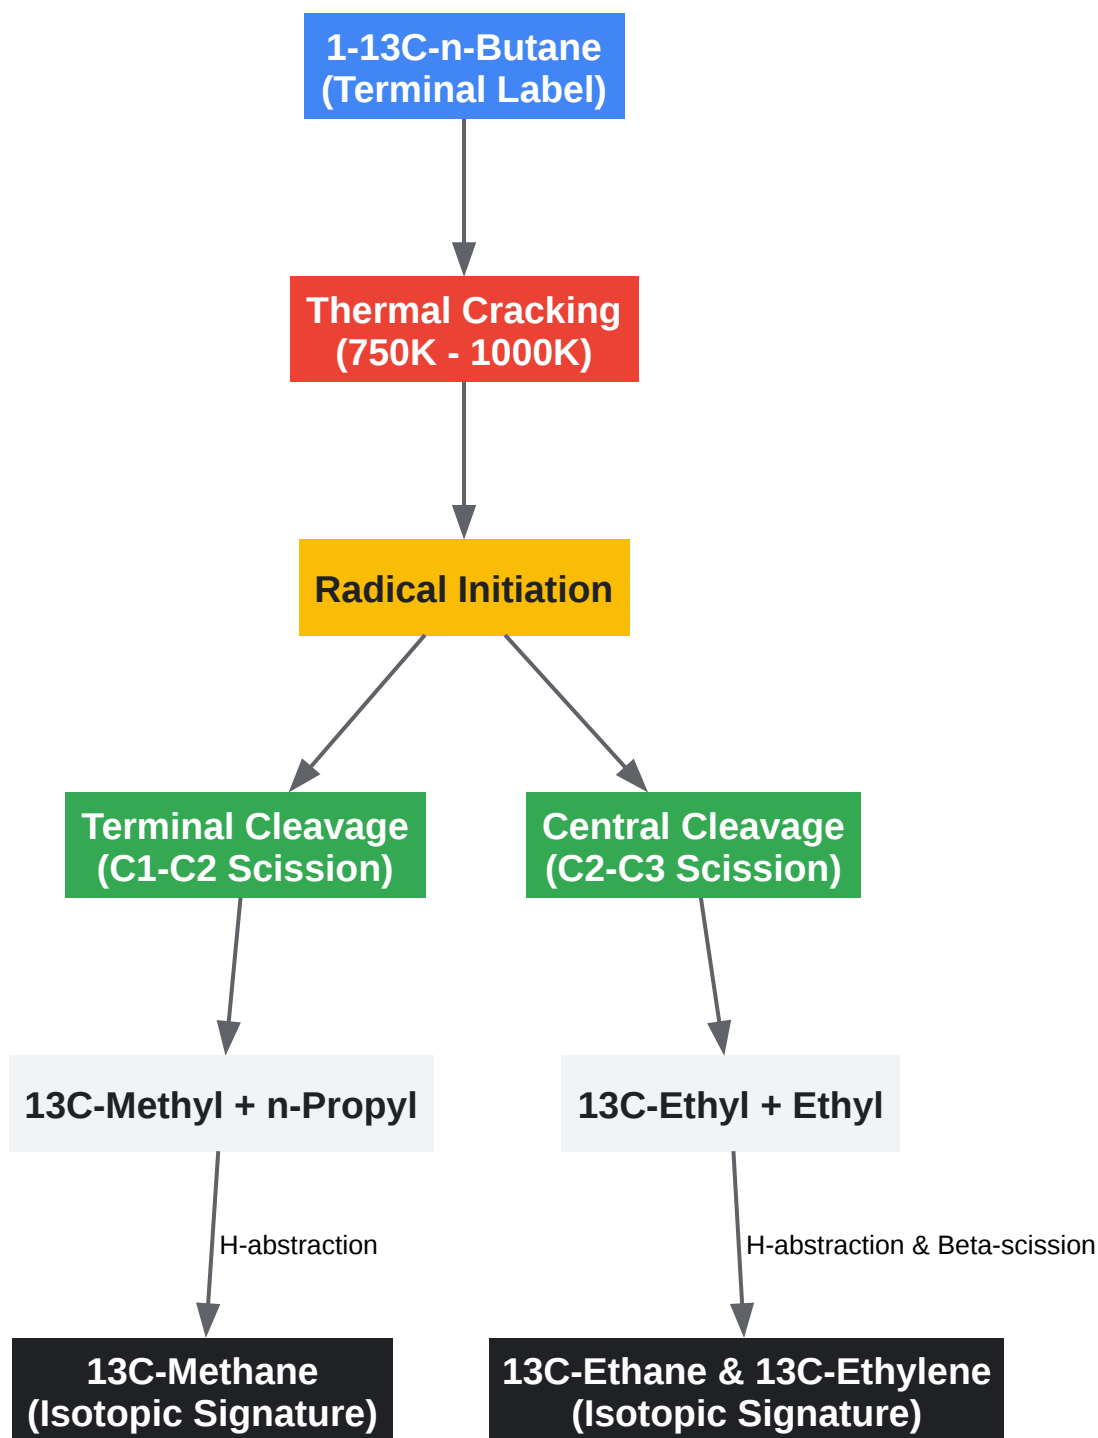 1-13C-n-Butane
(Terminal Label)
Thermal Cracking
(750K - 1000K)
Radical Initiation
Terminal Cleavage
(C1-C2 Scission)
Central Cleavage
(C2-C3 Scission)
13C-Methyl + n-Propyl
13C-Ethyl + Ethyl
H-abstraction
H-abstraction & Beta-scission
13C-Methane
(Isotopic Signature)
13C-Ethane & 13C-Ethylene
(Isotopic Signature)